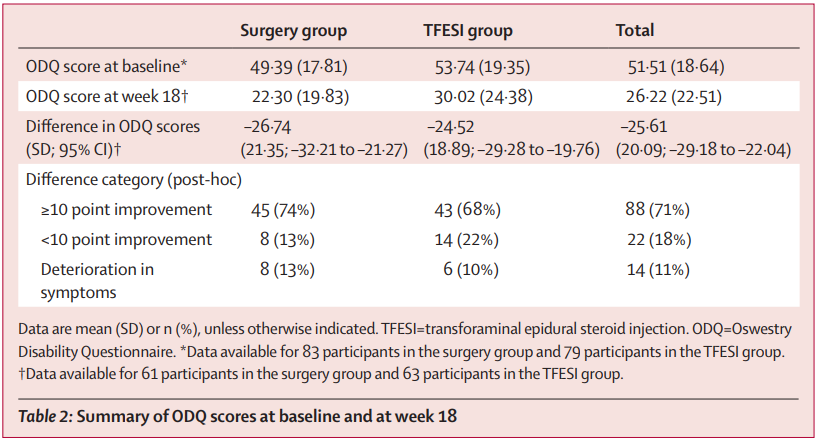 Surgery group TFESI group Total
ODQ score at baseline* 49·39 (17·81) 53·74 (19·35) 51·51 (18·64)
ODQ score at week 18† 22·30 (19·83) 30·02 (24·38) 26·22 (22·51)
Difference in ODQ scores –26·74 –24·52 –25·61
(SD; 95% CI)† (21·35; –32·21 to –21·27) (18·89; –29·28 to –19·76) (20·09; –29·18 to –22·04)
Difference category (post-hoc)
≥10 point improvement 45 (74%) 43 (68%) 88 (71%)
<10 point improvement 8 (13%) 14 (22%) 22 (18%)
Deterioration in 8 (13%) 6 (10%) 14 (11%)
symptoms
Data are mean (SD) or n (%), unless otherwise indicated. TFESI=transforaminal epidural steroid injection. ODQ=Oswestry
Disability Questionnaire. *Data available for 83 participants in the surgery group and 79 participants in the TFESI group.
†Data available for 61 participants in the surgery group and 63 participants in the TFESI group.
Table 2: Summary of ODQ scores at baseline and at week 18